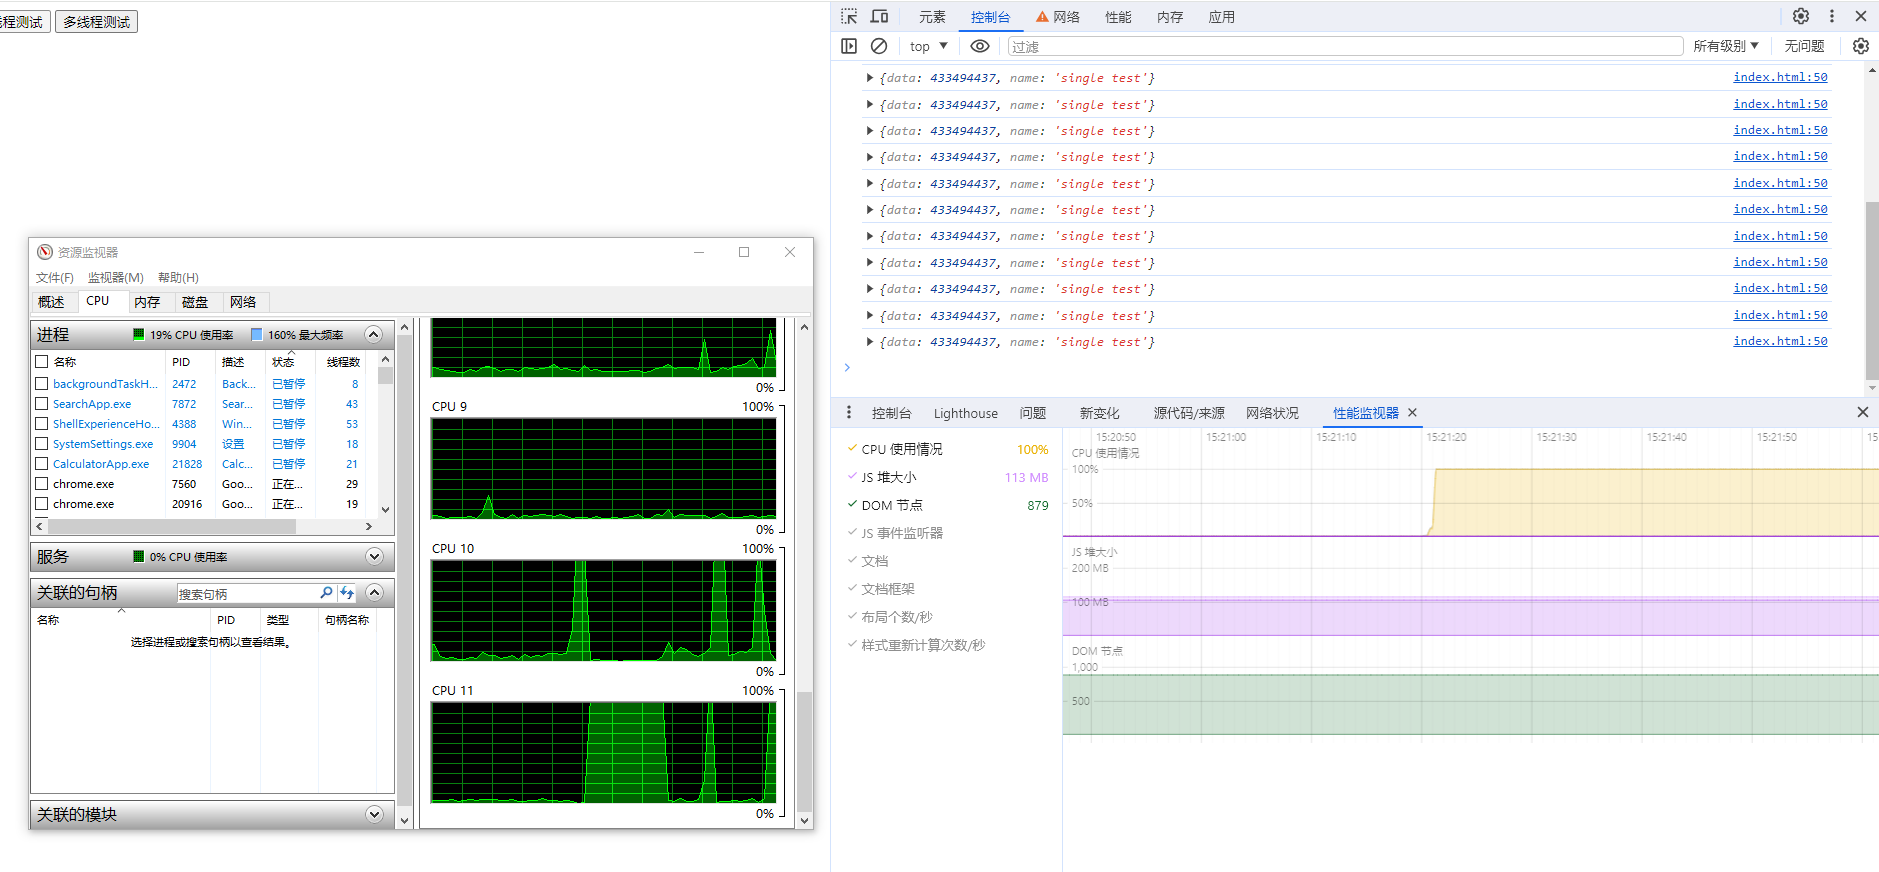 线程测试 多线程测试
资源监视器
文件(F) 监视器(M) 帮助(H)
概述 CPU 内存 磁盘 网络
进程 19% CPU 使用率 160% 最大频率
名称 PID 描述 状态 线程数
backgroundTaskH... 2472 Back... 已暂停 8
SearchApp.exe 7872 Sear... 已暂停 43
ShellExperienceHo... 4388 Win... 已暂停 53
SystemSettings.exe 9904 设置 已暂停 18
CalculatorApp.exe 21828 Calc... 已暂停 21
chrome.exe 7560 Goo... 正在... 29
chrome.exe 20916 Goo... 正在... 19
服务 0% CPU 使用率
关联的句柄 搜索句柄
名称 PID 类型 句柄名称
选择进程或搜索句柄以查看结果。
关联的模块
0%
CPU 9 100%
0%
CPU 10 100%
0%
CPU 11 100%
0%
元素 控制台 网络 性能 内存 应用
top 过滤 所有级别 无问题
{data: 433494437, name: 'single test'} index.html:50
{data: 433494437, name: 'single test'} index.html:50
{data: 433494437, name: 'single test'} index.html:50
{data: 433494437, name: 'single test'} index.html:50
{data: 433494437, name: 'single test'} index.html:50
{data: 433494437, name: 'single test'} index.html:50
{data: 433494437, name: 'single test'} index.html:50
{data: 433494437, name: 'single test'} index.html:50
{data: 433494437, name: 'single test'} index.html:50
{data: 433494437, name: 'single test'} index.html:50
{data: 433494437, name: 'single test'} index.html:50
控制台 Lighthouse 问题 新变化 源代码/来源 网络状况 性能监视器
CPU 使用情况 100%
JS 堆大小 113 MB
DOM 节点 879
JS 事件监听器
文档
文档框架
布局个数/秒
样式重新计算次数/秒
15:20:50 15:21:00 15:21:10 15:21:20 15:21:30 15:21:40 15:21:50 15
CPU 使用情况
100%
50%
JS 堆大小
200 MB
100 MB
DOM 节点
1,000
500